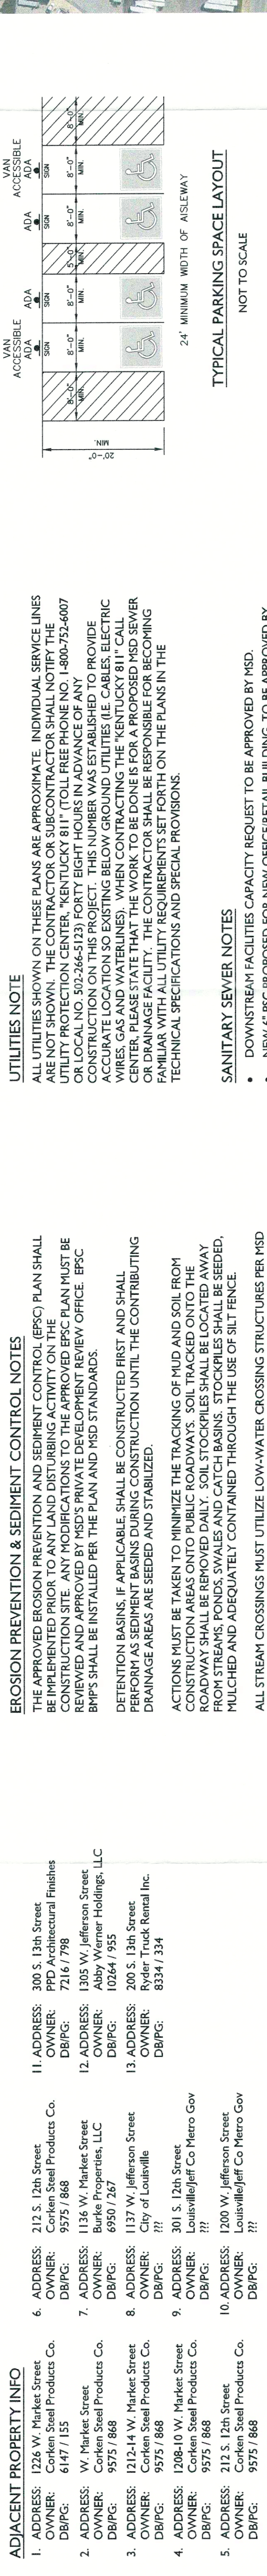 ADJACENT PROPERTY INFO
1. ADDRESS: 1226 W. Market Street
OWNER: Corken Steel Products Co.
DB/PG: 6147 / 155
2. ADDRESS: W. Market Street
OWNER: Corken Steel Products Co.
DB/PG: 9575 / 868
3. ADDRESS: 1212-14 W. Market Street
OWNER: Corken Steel Products Co.
DB/PG: 9575 / 868
4. ADDRESS: 1208-10 W. Market Street
OWNER: Corken Steel Products Co.
DB/PG: 9575 / 868
5. ADDRESS: 212 S. 12th Street
OWNER: Corken Steel Products Co.
DB/PG: 9575 / 868
6. ADDRESS: 212 S. 12th Street
OWNER: Corken Steel Products Co.
DB/PG: 9575 / 868
7. ADDRESS: 1136 W. Market Street
OWNER: Burke Properties, LLC
DB/PG: 6950 / 267
8. ADDRESS: 1137 W. Jefferson Street
OWNER: City of Louisville
DB/PG: ???
9. ADDRESS: 301 S. 12th Street
OWNER: Louisville/Jeff Co Metro Gov
DB/PG: ???
10. ADDRESS: 1200 W. Jefferson Street
OWNER: Louisville/Jeff Co Metro Gov
DB/PG: ???
11. ADDRESS: 300 S. 13th Street
OWNER: PPD Architectural Finishes
DB/PG: 7216 / 798
12. ADDRESS: 1305 W. Jefferson Street
OWNER: Abby Werner Holdings, LLC
DB/PG: 10264 / 955
13. ADDRESS: 200 S. 13th Street
OWNER: Ryder Truck Rental Inc.
DB/PG: 8334 / 334
EROSION PREVENTION & SEDIMENT CONTROL NOTES
THE APPROVED EROSION PREVENTION AND SEDIMENT CONTROL (EPSC) PLAN SHALL
BE IMPLEMENTED PRIOR TO ANY LAND DISTURBING ACTIVITY ON THE
CONSTRUCTION SITE. ANY MODIFICATIONS TO THE APPROVED EPSC PLAN MUST BE
REVIEWED AND APPROVED BY MSD'S PRIVATE DEVELOPMENT REVIEW OFFICE. EPSC
BMP'S SHALL BE INSTALLED PER THE PLAN AND MSD STANDARDS.
DETENTION BASINS, IF APPLICABLE, SHALL BE CONSTRUCTED FIRST AND SHALL
PERFORM AS SEDIMENT BASINS DURING CONSTRUCTION UNTIL THE CONTRIBUTING
DRAINAGE AREAS ARE SEEDED AND STABILIZED.
ACTIONS MUST BE TAKEN TO MINIMIZE THE TRACKING OF MUD AND SOIL FROM
CONSTRUCTION AREAS ONTO PUBLIC ROADWAYS. SOIL TRACKED ONTO THE
ROADWAY SHALL BE REMOVED DAILY. SOIL STOCKPILES SHALL BE LOCATED AWAY
FROM STREAMS, PONDS, SWALES AND CATCH BASINS. STOCKPILES SHALL BE SEEDED,
MULCHED AND ADEQUATELY CONTAINED THROUGH THE USE OF SILT FENCE.
ALL STREAM CROSSINGS MUST UTILIZE LOW-WATER CROSSING STRUCTURES PER MSD
UTILITIES NOTE
ALL UTILITIES SHOWN ON THESE PLANS ARE APPROXIMATE. INDIVIDUAL SERVICE LINES
ARE NOT SHOWN. THE CONTRACTOR OR SUBCONTRACTOR SHALL NOTIFY THE
UTILITY PROTECTION CENTER, "KENTUCKY 811" (TOLL FREE PHONE NO. 1-800-752-6007
OR LOCAL NO. 502-266-5123) FORTY EIGHT HOURS IN ADVANCE OF ANY
CONSTRUCTION ON THIS PROJECT. THIS NUMBER WAS ESTABLISHED TO PROVIDE
ACCURATE LOCATION SO EXISTING BELOW GROUND UTILITIES (I.E. CABLES, ELECTRIC
WIRES, GAS AND WATERLINES). WHEN CONTRACTING THE "KENTUCKY 811" CALL
CENTER, PLEASE STATE THAT THE WORK TO BE DONE IS FOR A PROPOSED MSD SEWER
OR DRAINAGE FACILITY. THE CONTRACTOR SHALL BE RESPONSIBLE FOR BECOMING
FAMILIAR WITH ALL UTILITY REQUIREMENTS SET FORTH ON THE PLANS IN THE
TECHNICAL SPECIFICATIONS AND SPECIAL PROVISIONS.
SANITARY SEWER NOTES
• DOWNSTREAM FACILITIES CAPACITY REQUEST TO BE APPROVED BY MSD.
• NEW 6" PSC PROPOSED FOR NEW OFFICE/RETAIL BUILDING, TO BE APPROVED BY
VAN
ACCESSIBLE
ADA
SIGN
ADA
SIGN
ADA
SIGN
VAN
ACCESSIBLE
ADA
SIGN
8'-0"
MIN.
8'-0"
MIN.
8'-0"
MIN.
5'-0"
MIN.
8'-0"
MIN.
8'-0"
MIN.
8'-0"
MIN.
20'-0"
MIN.
24' MINIMUM WIDTH OF AISLEWAY
TYPICAL PARKING SPACE LAYOUT
NOT TO SCALE